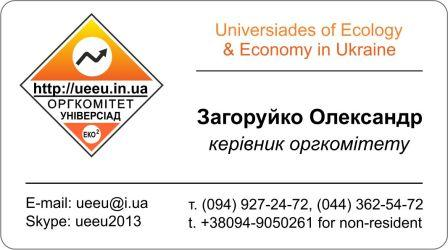 Universiades of Ecology
& Economy in Ukraine
http://ueeu.in.ua
ОРГКОМІТЕТ
УНІВЕРСІАД
ЕКО²
Загоруйко Олександр
керівник оргкомітету
E-mail: ueeu@i.ua
Skype: ueeu2013
т. (094) 927-24-72, (044) 362-54-72
t. +38094-9050261 for non-resident